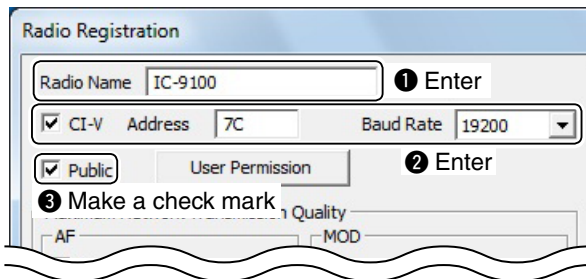 Radio Registration
Radio Name IC-9100 ❶ Enter
CI-V Address 7C Baud Rate 19200
Public User Permission ❷ Enter
❸ Make a check mark
Quality
AF MOD